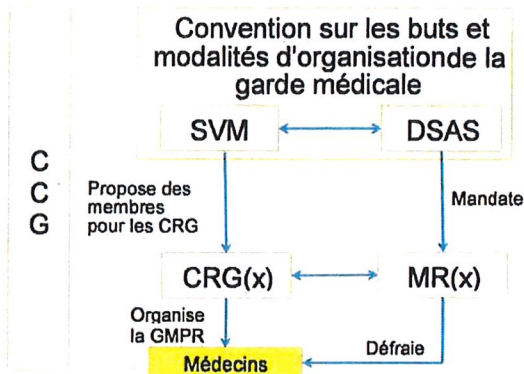 Convention sur les buts et
modalités d'organisationde la
garde médicale
SVM
DSAS
C
C
G
Propose des
membres
pour les CRG
Mandate
CRG(x)
MR(x)
Organise
la GMPR
Défraie
Médecins